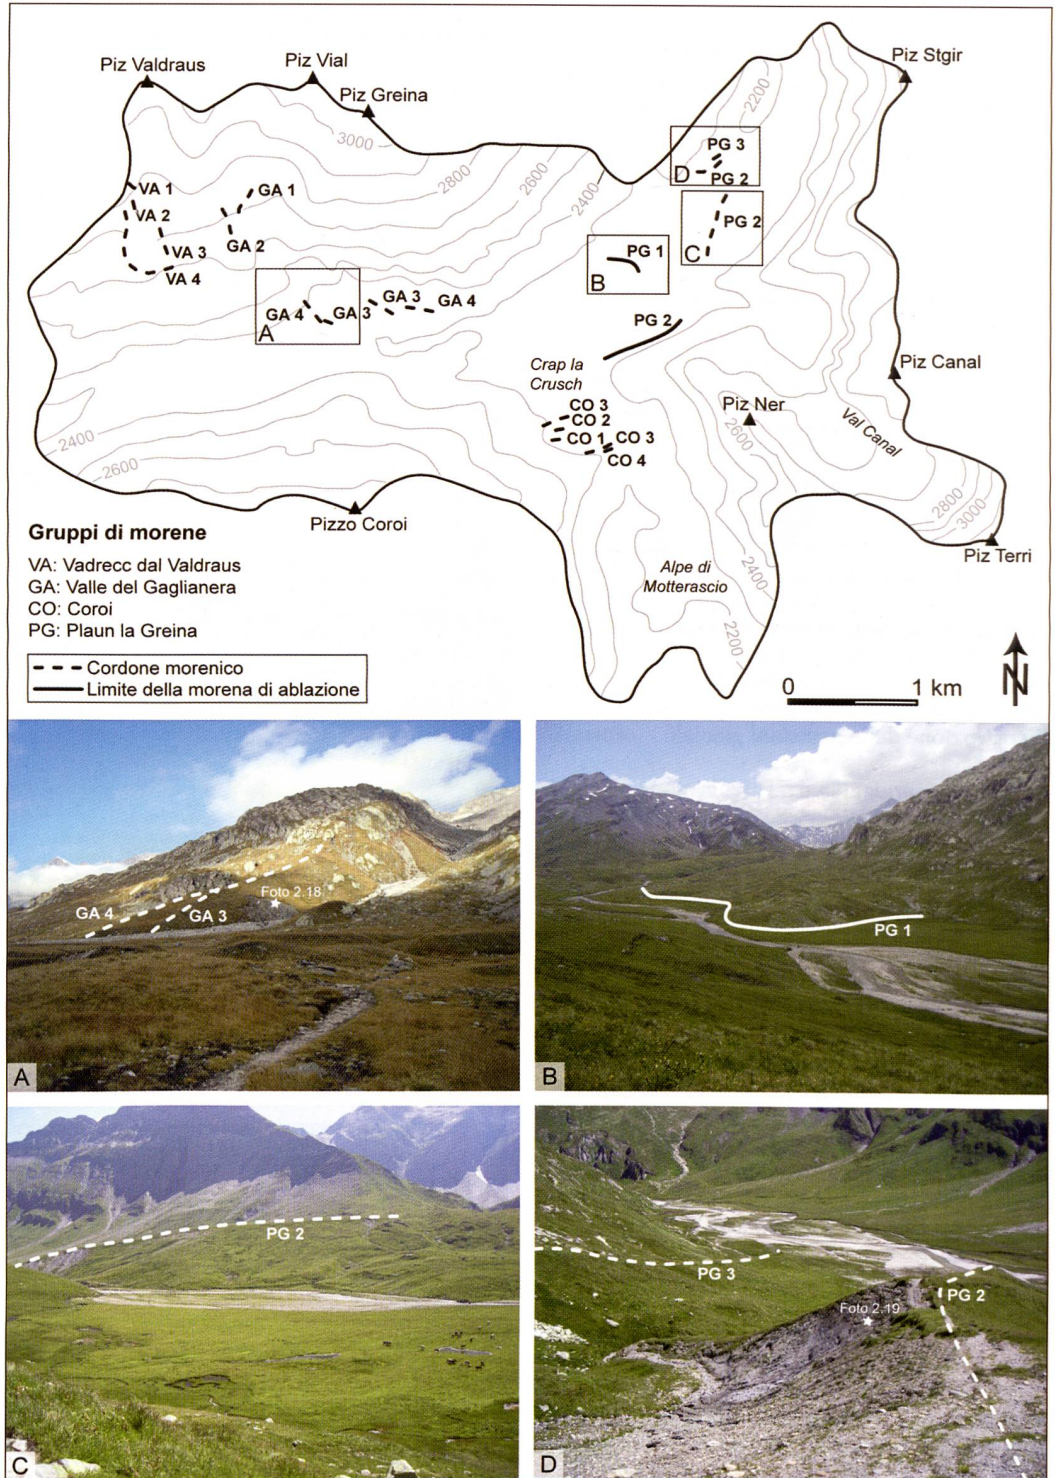 Piz Valdraus
Piz Vial
Piz Greina
Piz Stgir
3000
2800
2600
2400
2200
PG 3
D
PG 2
VA 1
GA 1
VA 2
GA 2
VA 3
VA 4
PG 2
C
PG 1
B
GA 3
GA 4
GA 4
GA 3
A
PG 2
Crap la
Crusch
Piz Canal
Piz Ner
2600
Val Canal
CO 3
CO 2
CO 1
CO 3
CO 4
2400
2600
2800
3000
Pizzo Coroi
Piz Terri
Alpe di
Motterascio
2400
2200
Gruppi di morene
VA: Vadrecc dal Valdraus
GA: Valle del Gaglianera
CO: Coroi
PG: Plaun la Greina
Cordone morenico
Limite della morena di ablazione
0 1 km
N
Foto 2.18
GA 4
GA 3
A
PG 1
B
PG 2
C
PG 3
PG 2
Foto 2.19
D